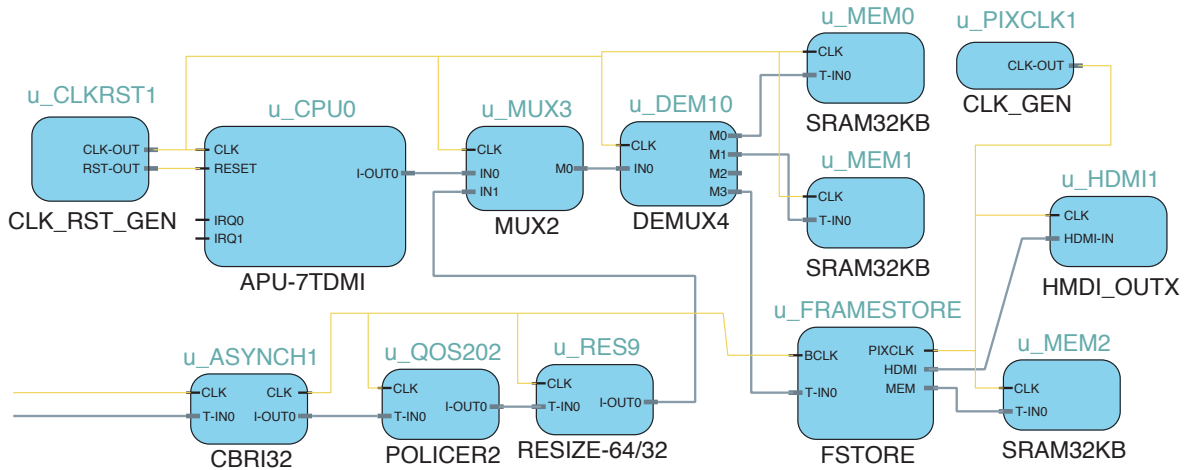 u_CLKRST1
CLK-OUT
RST-OUT
CLK_RST_GEN
u_CPU0
CLK
RESET
I-OUT0
IRQ0
IRQ1
APU-7TDMI
u_MUX3
CLK
IN0
IN1
M0
MUX2
u_DEM10
CLK
IN0
M0
M1
M2
M3
DEMUX4
u_MEM0
CLK
T-IN0
SRAM32KB
u_MEM1
CLK
T-IN0
SRAM32KB
u_PIXCLK1
CLK-OUT
CLK_GEN
u_HDMI1
CLK
HDMI-IN
HMDI_OUTX
u_ASYNCH1
CLK
CLK
T-IN0
I-OUT0
CBRI32
u_QOS202
CLK
T-IN0
I-OUT0
POLICER2
u_RES9
CLK
T-IN0
I-OUT0
RESIZE-64/32
u_FRAMESTORE
BCLK
PIXCLK
HDMI
MEM
T-IN0
FSTORE
u_MEM2
CLK
T-IN0
SRAM32KB